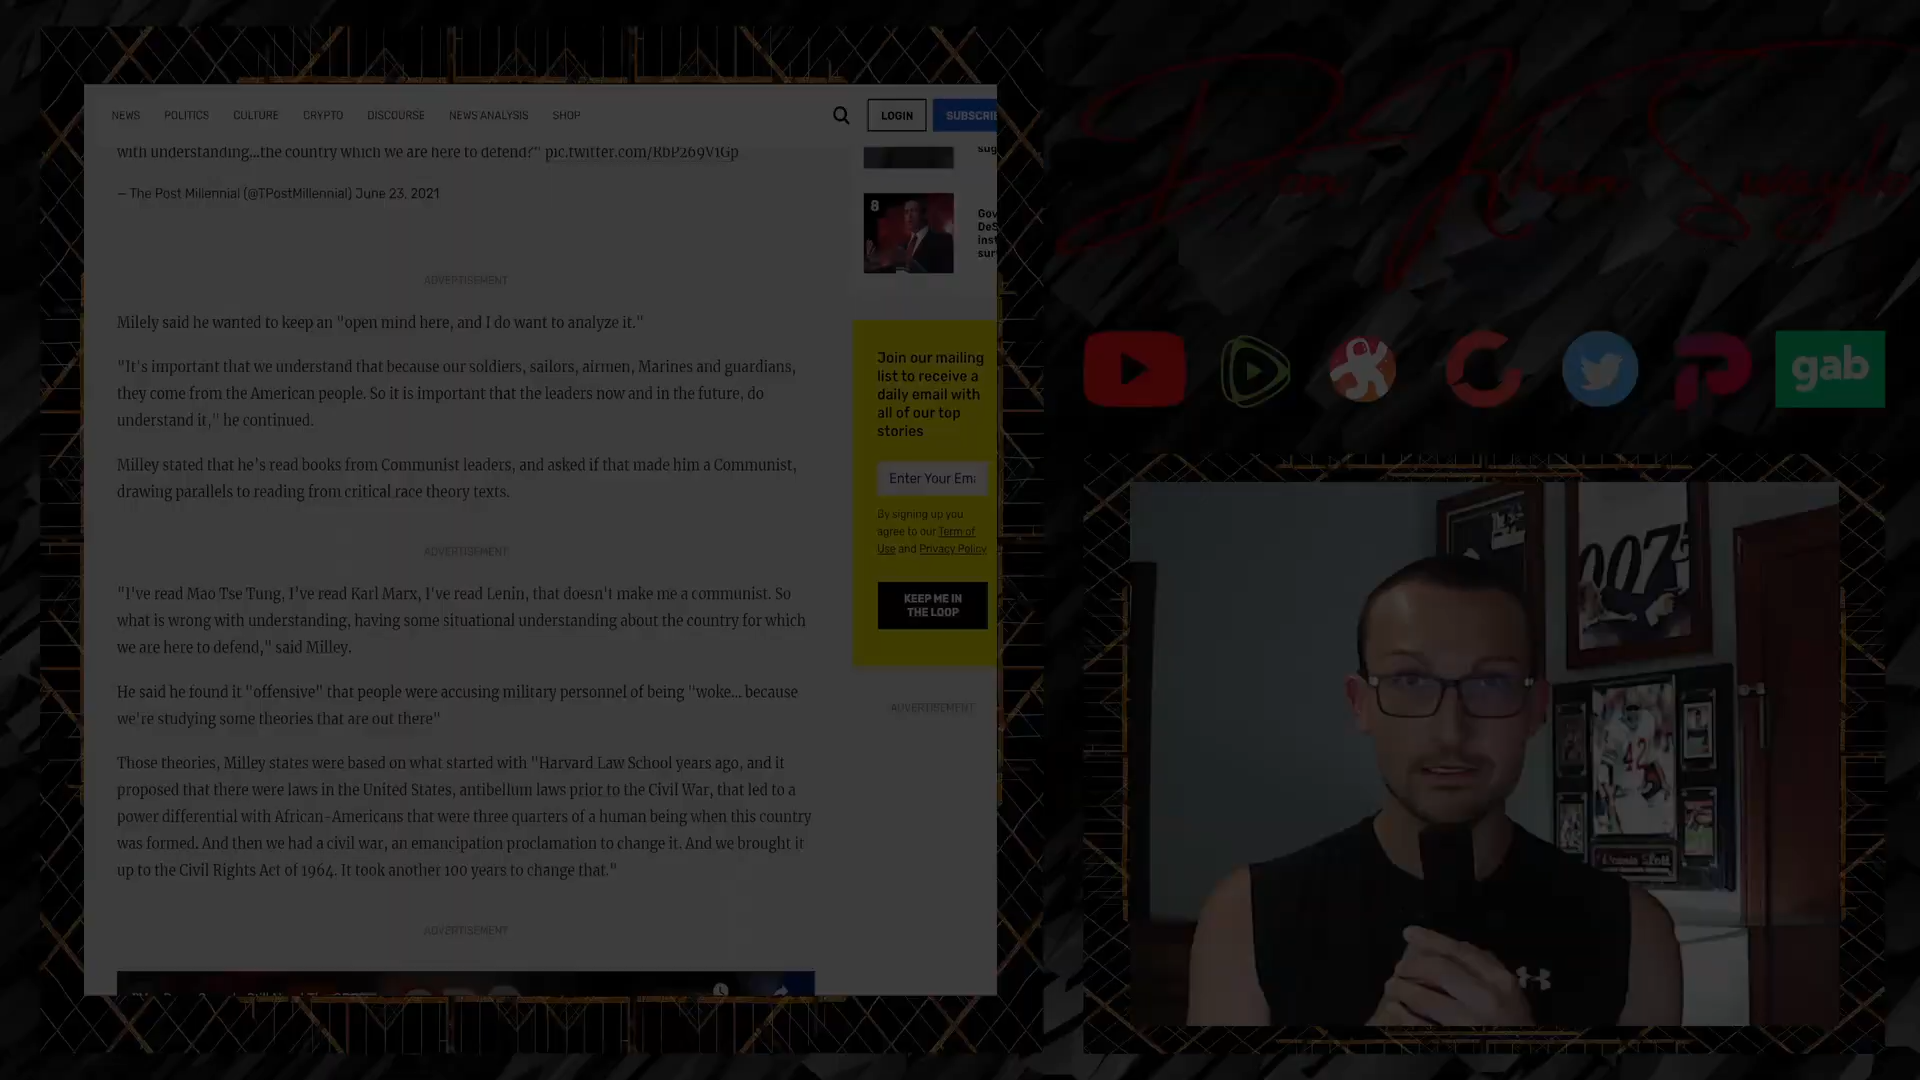 NEWS POLITICS CULTURE CRYPTO DISCOURSE NEWS ANALYSIS SHOP LOGIN SUBSCRIB
with understanding...the country which we are here to defend?" pic.twitter.com/RbP269V1Gp
— The Post Millennial (@TPostMillennial) June 23, 2021
ADVERTISEMENT
Milely said he wanted to keep an "open mind here, and I do want to analyze it."
"It's important that we understand that because our soldiers, sailors, airmen, Marines and guardians,
they come from the American people. So it is important that the leaders now and in the future, do
understand it," he continued.
Milley stated that he's read books from Communist leaders, and asked if that made him a Communist,
drawing parallels to reading from critical race theory texts.
ADVERTISEMENT
"I've read Mao Tse Tung, I've read Karl Marx, I've read Lenin, that doesn't make me a communist. So
what is wrong with understanding, having some situational understanding about the country for which
we are here to defend," said Milley.
He said he found it "offensive" that people were accusing military personnel of being "woke... because
we're studying some theories that are out there"
Those theories, Milley states were based on what started with "Harvard Law School years ago, and it
proposed that there were laws in the United States, antibellum laws prior to the Civil War, that led to a
power differential with African-Americans that were three quarters of a human being when this country
was formed. And then we had a civil war, an emancipation proclamation to change it. And we brought it
up to the Civil Rights Act of 1964. It took another 100 years to change that."
ADVERTISEMENT
sug
8
Gov
DeS
inst
sur
Join our mailing
list to receive a
daily email with
all of our top
stories
Enter Your Ema
By signing up you
agree to our Term of
Use and Privacy Policy
KEEP ME IN
THE LOOP
ADVERTISEMENT
gab
007
42